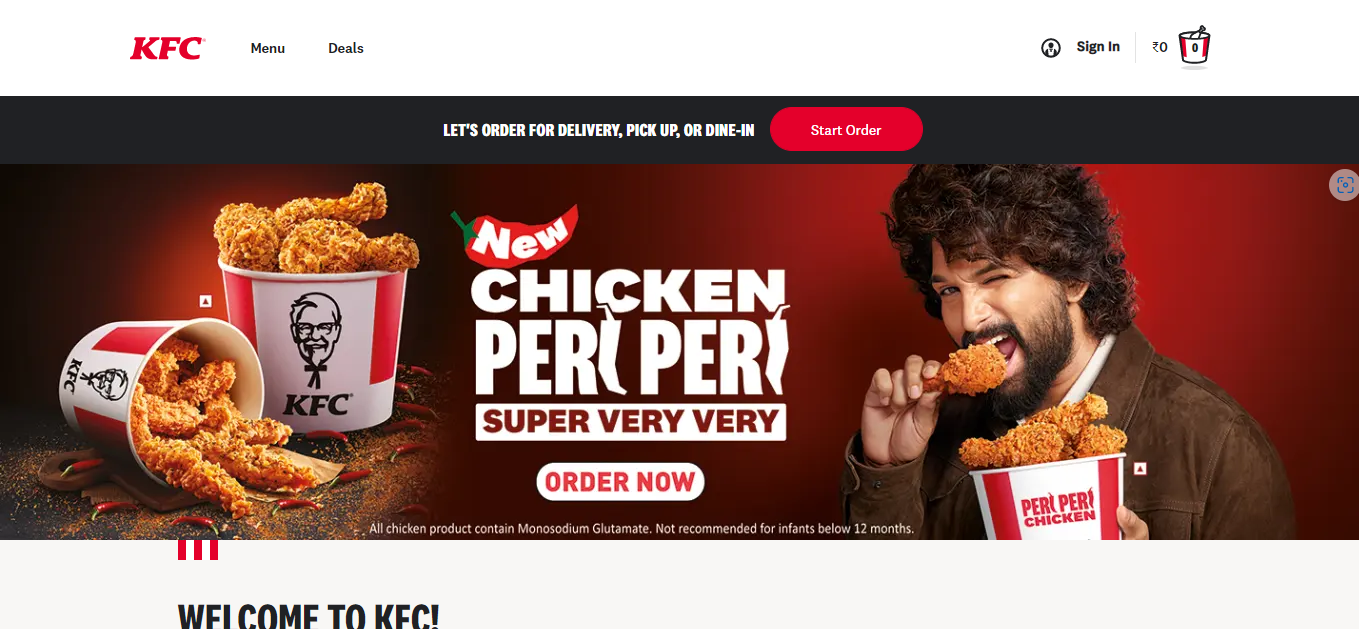 KFC
Menu
Deals
Sign In
₹0
0
LET'S ORDER FOR DELIVERY, PICK UP, OR DINE-IN
Start Order
New
CHICKEN
PERi PERi
SUPER VERY VERY
ORDER NOW
KFC
KFC
PERi PERi
CHICKEN
All chicken product contain Monosodium Glutamate. Not recommended for infants below 12 months.
WELCOME TO KFC!